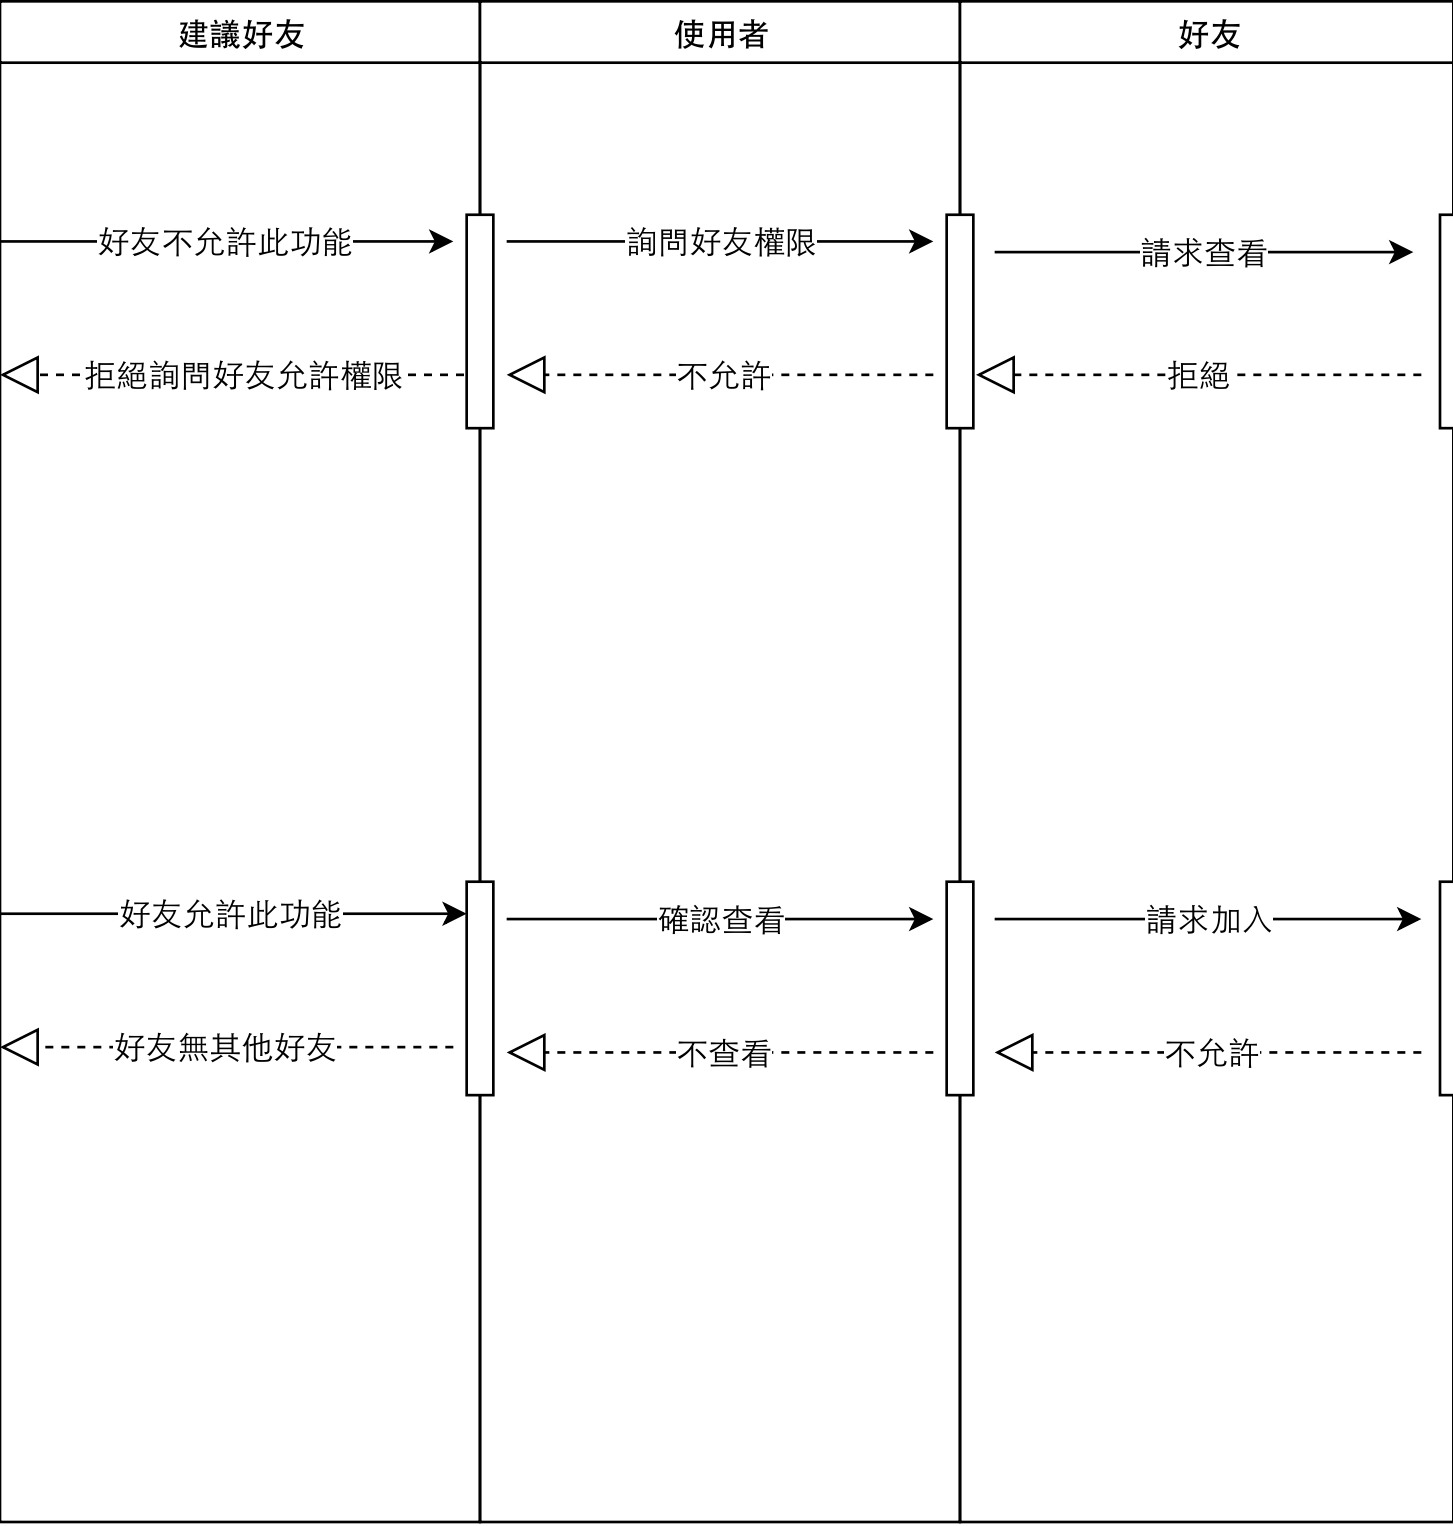 建議好友
使用者
好友
好友不允許此功能
詢問好友權限
請求查看
拒絕詢問好友允許權限
不允許
拒絕
好友允許此功能
確認查看
請求加入
好友無其他好友
不查看
不允許